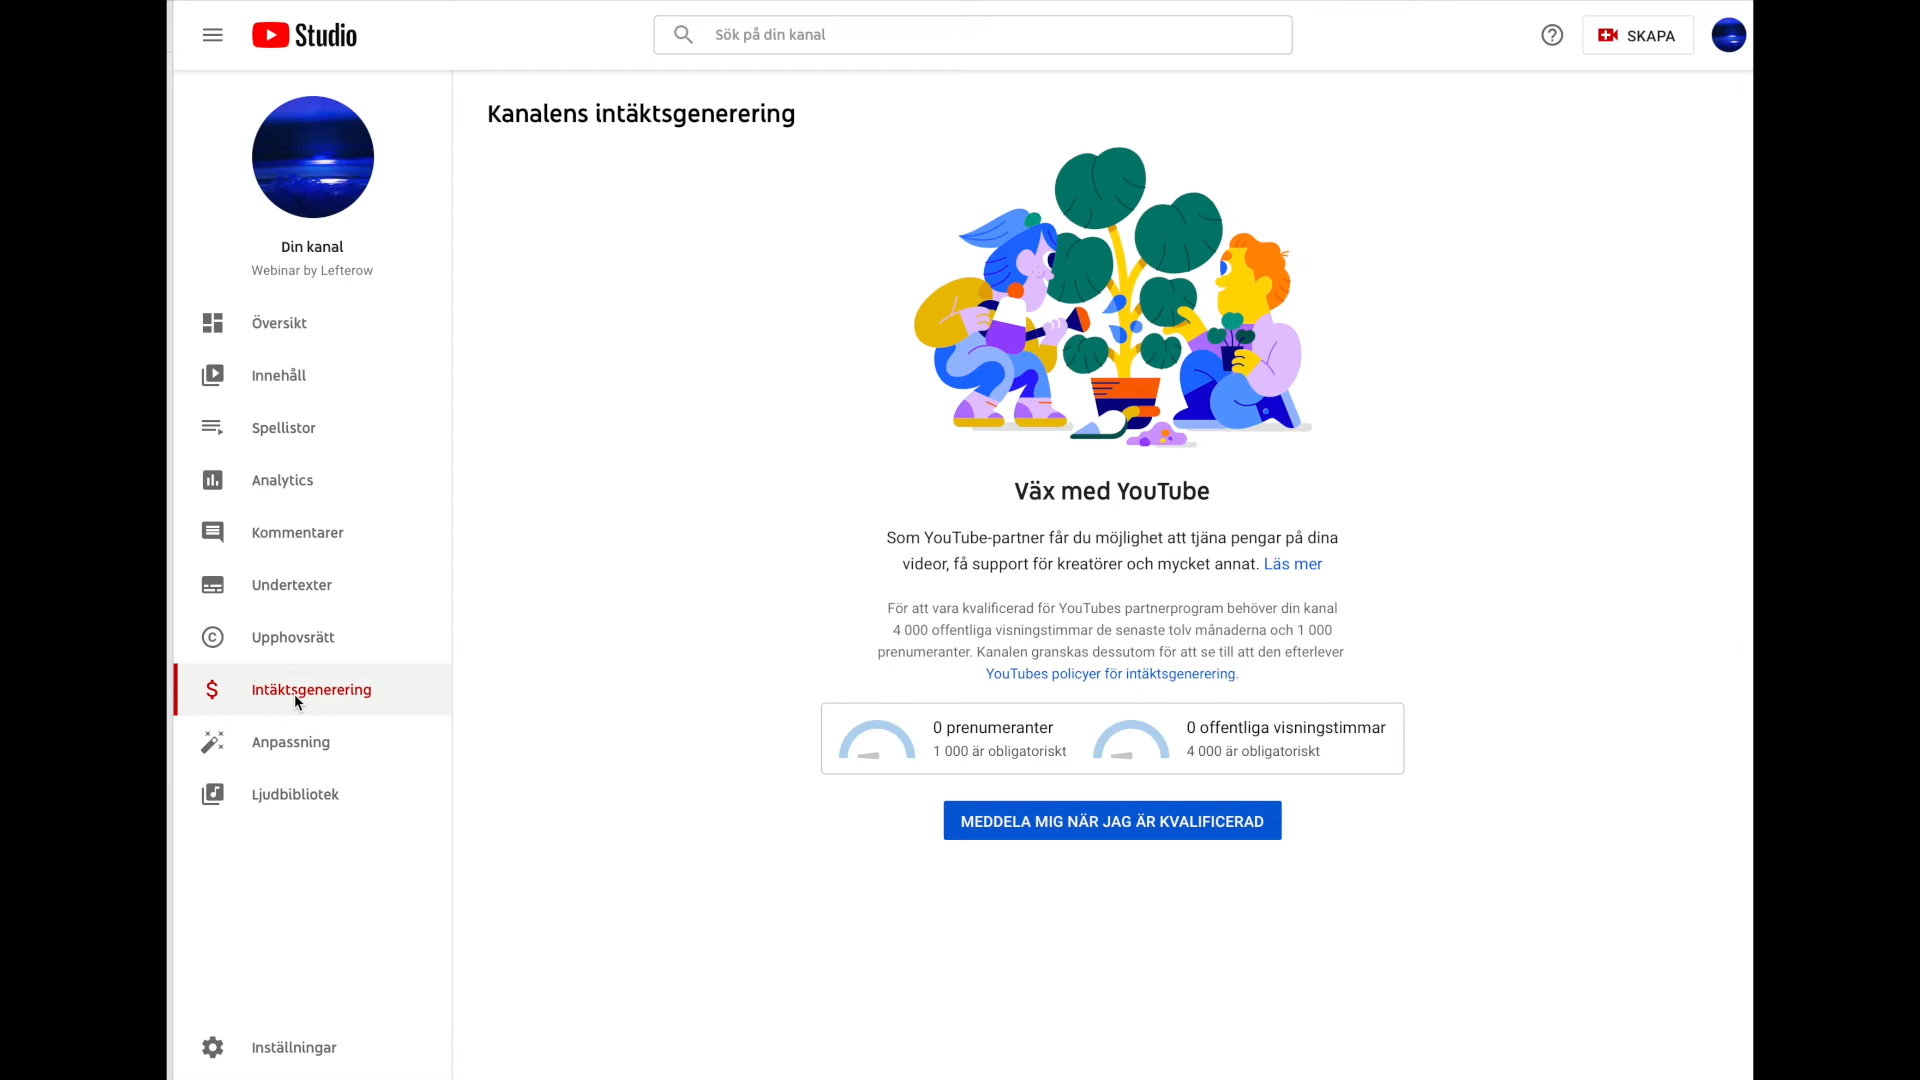 Studio
Sök på din kanal
SKAPA
Din kanal
Webinar by Lefterow
Översikt
Innehåll
Spellistor
Analytics
Kommentarer
Undertexter
Upphovsrätt
Intäktsgenerering
Anpassning
Ljudbibliotek
Inställningar
Kanalens intäktsgenerering
Väx med YouTube
Som YouTube-partner får du möjlighet att tjäna pengar på dina
videor, få support för kreatörer och mycket annat. Läs mer
För att vara kvalificerad för YouTubes partnerprogram behöver din kanal
4 000 offentliga visningstimmar de senaste tolv månaderna och 1 000
prenumeranter. Kanalen granskas dessutom för att se till att den efterlever
YouTubes policyer för intäktsgenerering.
0 prenumeranter
1 000 är obligatoriskt
0 offentliga visningstimmar
4 000 är obligatoriskt
MEDDELA MIG NÄR JAG ÄR KVALIFICERAD